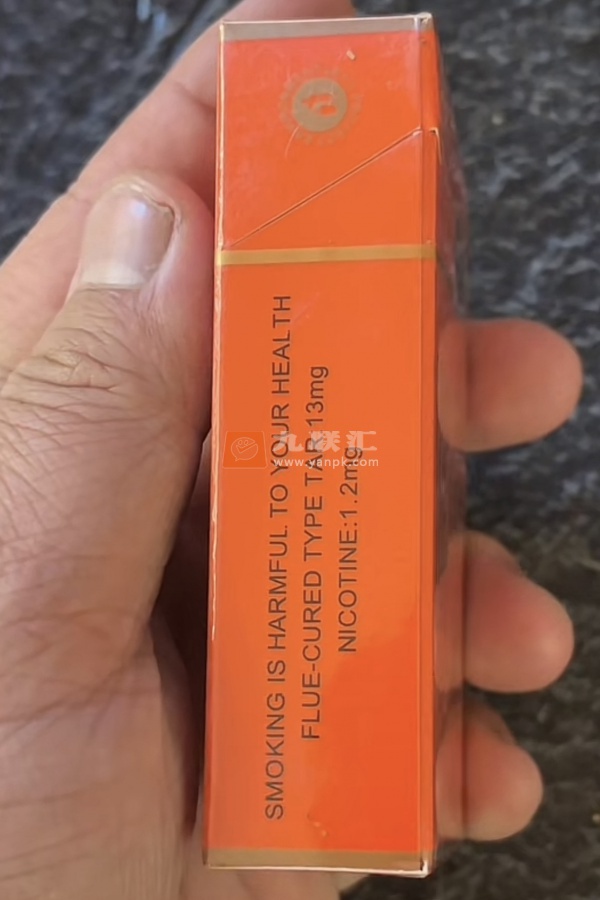 SMOKING IS HARMFUL TO YOUR HEALTH
FLUE-CURED TYPE TAR:13mg
NICOTINE:1.2mg
九联汇
www.yanpk.com